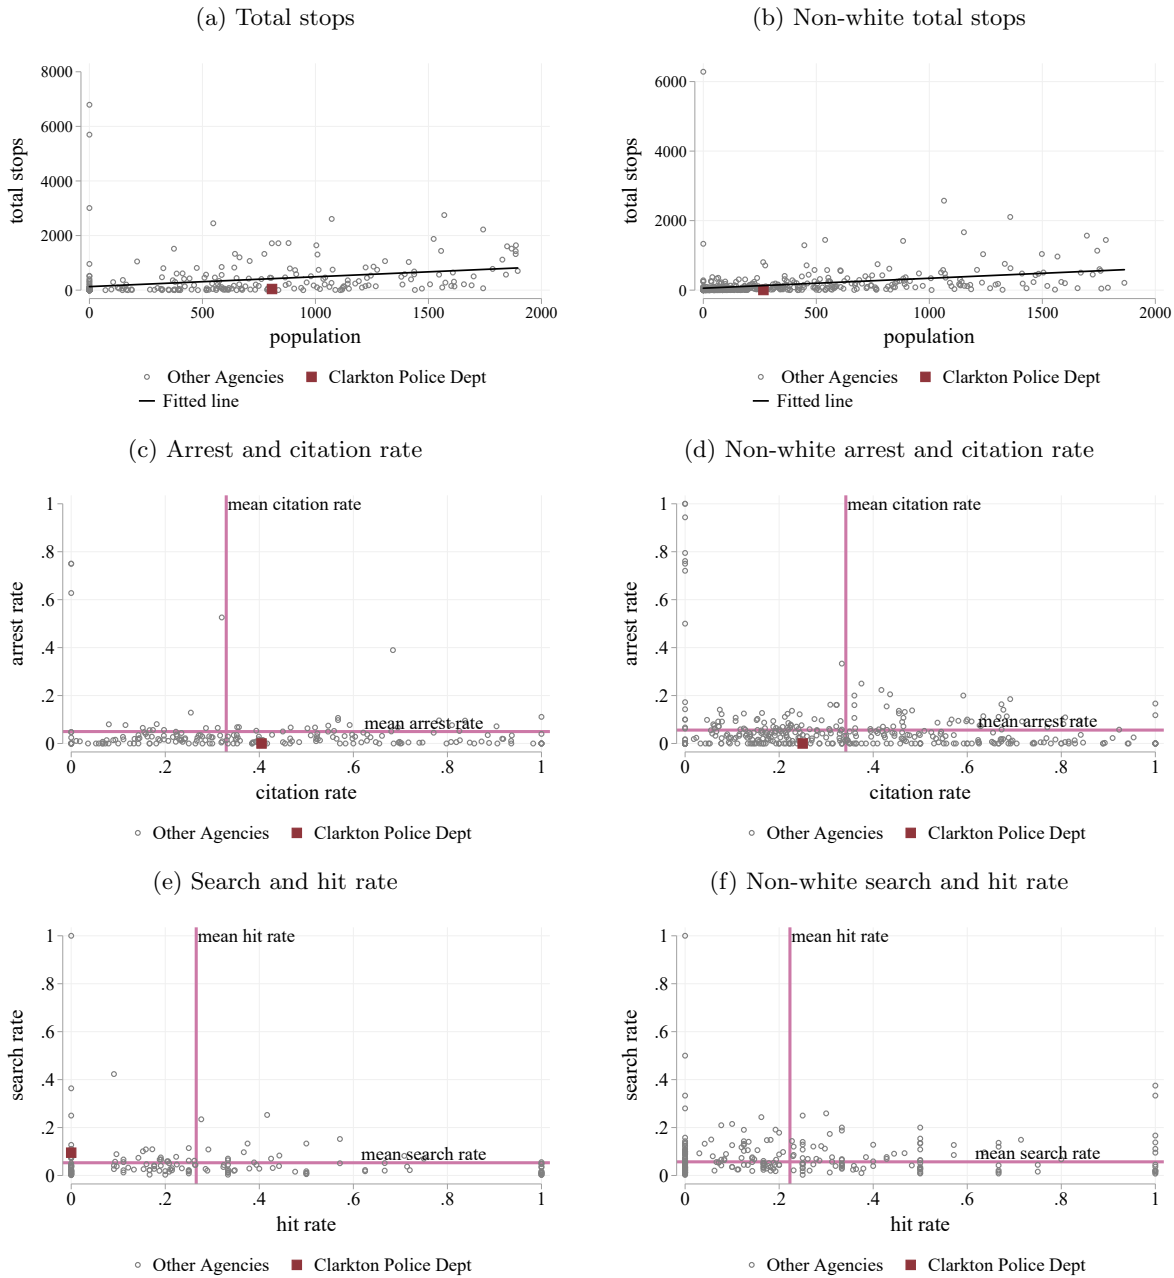 (a) Total stops
(b) Non-white total stops
total stops
8000
6000
4000
2000
0
0 500 1000 1500 2000
population
Other Agencies Clarkton Police Dept
Fitted line
total stops
6000
4000
2000
0
0 500 1000 1500 2000
population
Other Agencies Clarkton Police Dept
Fitted line
(c) Arrest and citation rate
(d) Non-white arrest and citation rate
arrest rate
1
.8
.6
.4
.2
0
mean citation rate
mean arrest rate
0 .2 .4 .6 .8 1
citation rate
Other Agencies Clarkton Police Dept
arrest rate
1
.8
.6
.4
.2
0
mean citation rate
mean arrest rate
0 .2 .4 .6 .8 1
citation rate
Other Agencies Clarkton Police Dept
(e) Search and hit rate
(f) Non-white search and hit rate
search rate
1
.8
.6
.4
.2
0
mean hit rate
mean search rate
0 .2 .4 .6 .8 1
hit rate
Other Agencies Clarkton Police Dept
search rate
1
.8
.6
.4
.2
0
mean hit rate
mean search rate
0 .2 .4 .6 .8 1
hit rate
Other Agencies Clarkton Police Dept